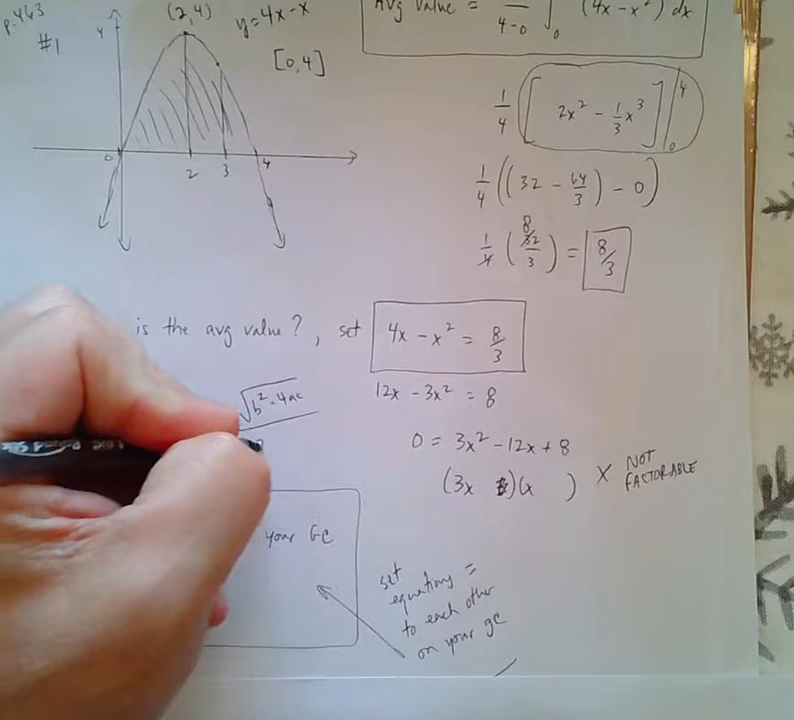 p.463
#1
(2,4)
y=4x-x
[0,4]
4
0
2 3 4
Avg value = 4-0 ∫ 0 (4x-x²) dx
1/4 [2x² - 1/3 x³] | 4 0
1/4 ((32 - 64/3) - 0)
1/4 (32/3) = 8/3
8
is the avg value?, set 4x - x² = 8/3
12x - 3x² = 8
√b²-4ac
0 = 3x² - 12x + 8
(3x )(x ) X NOT FACTORABLE
your GC
set
equations =
to each other
on your gc